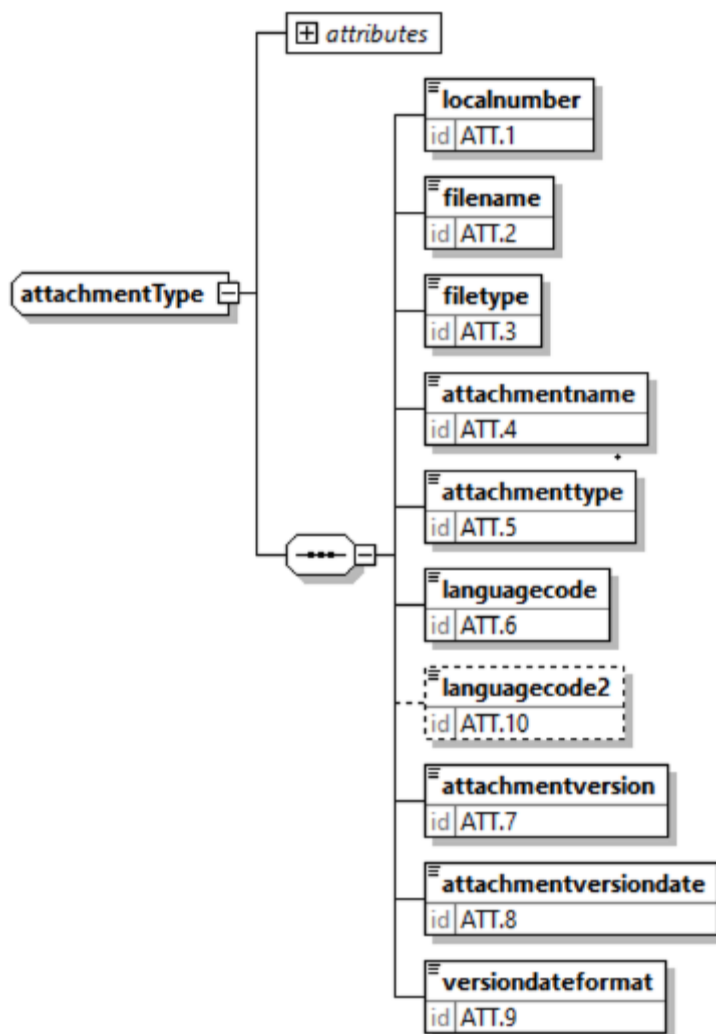 attributes
localnumber
id ATT.1
filename
id ATT.2
filetype
id ATT.3
attachmentType
attachmentname
id ATT.4
attachmenttype
id ATT.5
languagecode
id ATT.6
languagecode2
id ATT.10
attachmentversion
id ATT.7
attachmentversiondate
id ATT.8
versiondateformat
id ATT.9